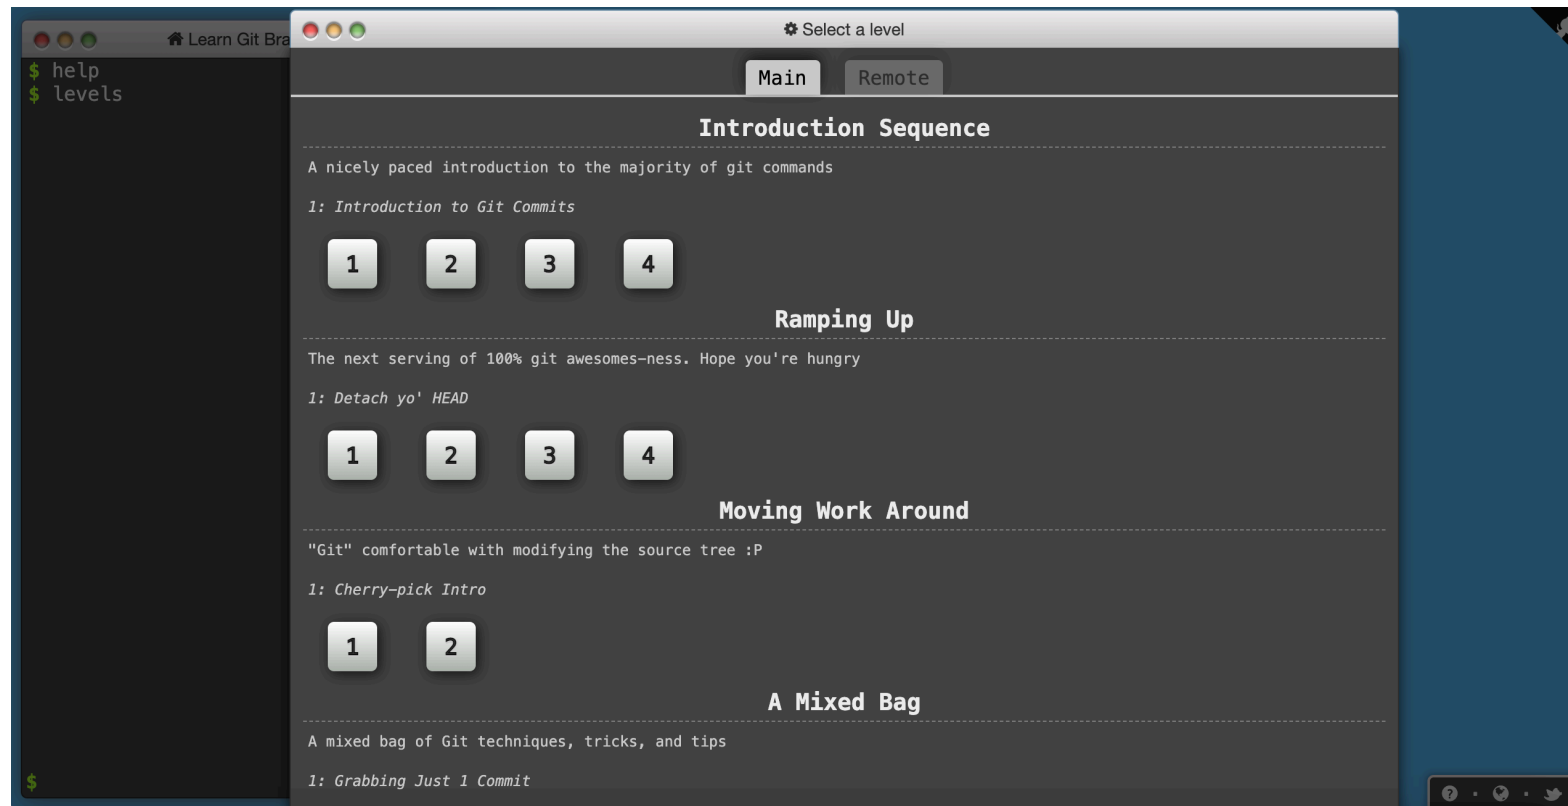 Learn Git Bra
$ help
$ levels
$
Select a level
Main Remote
Introduction Sequence
A nicely paced introduction to the majority of git commands
1: Introduction to Git Commits
1 2 3 4
Ramping Up
The next serving of 100% git awesomes-ness. Hope you're hungry
1: Detach yo' HEAD
1 2 3 4
Moving Work Around
"Git" comfortable with modifying the source tree :P
1: Cherry-pick Intro
1 2
A Mixed Bag
A mixed bag of Git techniques, tricks, and tips
1: Grabbing Just 1 Commit